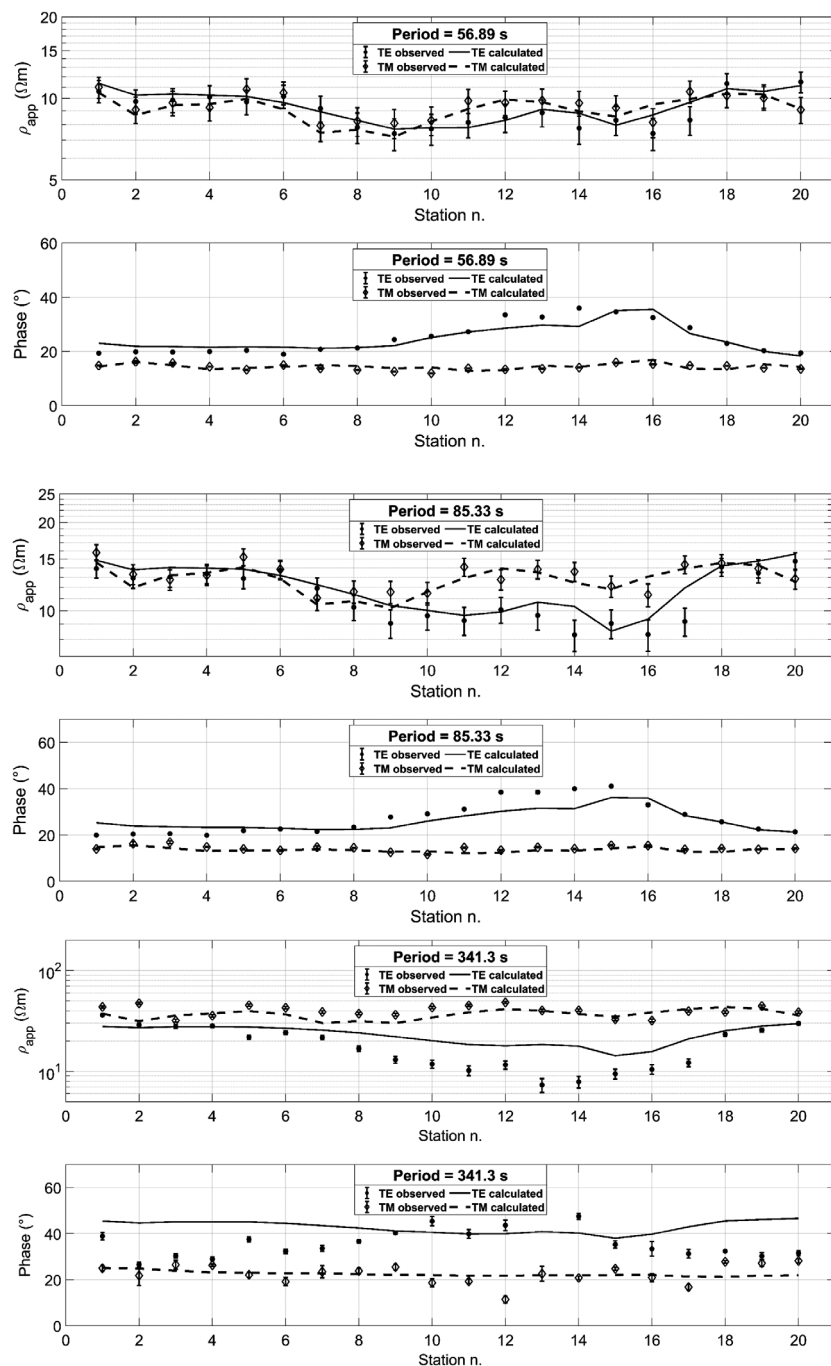 20
Period = 56.89 s
TE observed TE calculated
TM observed TM calculated
15
10
5
ρapp (Ωm)
0 2 4 6 8 10 12 14 16 18 20
Station n.
60
Period = 56.89 s
TE observed TE calculated
TM observed TM calculated
40
20
0
Phase (°)
0 2 4 6 8 10 12 14 16 18 20
Station n.
25
Period = 85.33 s
TE observed TE calculated
TM observed TM calculated
20
15
10
ρapp (Ωm)
0 2 4 6 8 10 12 14 16 18 20
Station n.
60
Period = 85.33 s
TE observed TE calculated
TM observed TM calculated
40
20
0
Phase (°)
0 2 4 6 8 10 12 14 16 18 20
Station n.
Period = 341.3 s
TE observed TE calculated
TM observed TM calculated
10²
10¹
ρapp (Ωm)
0 2 4 6 8 10 12 14 16 18 20
Station n.
60
Period = 341.3 s
TE observed TE calculated
TM observed TM calculated
40
20
0
Phase (°)
0 2 4 6 8 10 12 14 16 18 20
Station n.